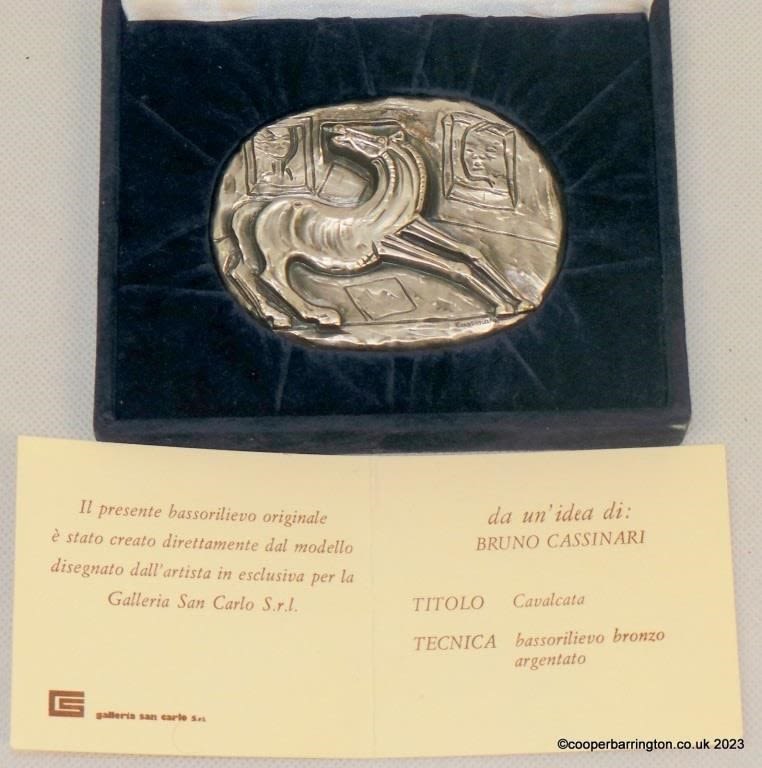 Il presente bassorilievo originale
è stato creato direttamente dal modello
disegnato dall'artista in esclusiva per la
Galleria San Carlo S.r.l.
galleria san carlo s.r.l.
da un'idea di:
BRUNO CASSINARI
TITOLO Cavalcata
TECNICA bassorilievo bronzo
argentato
©cooperbarrington.co.uk 2023